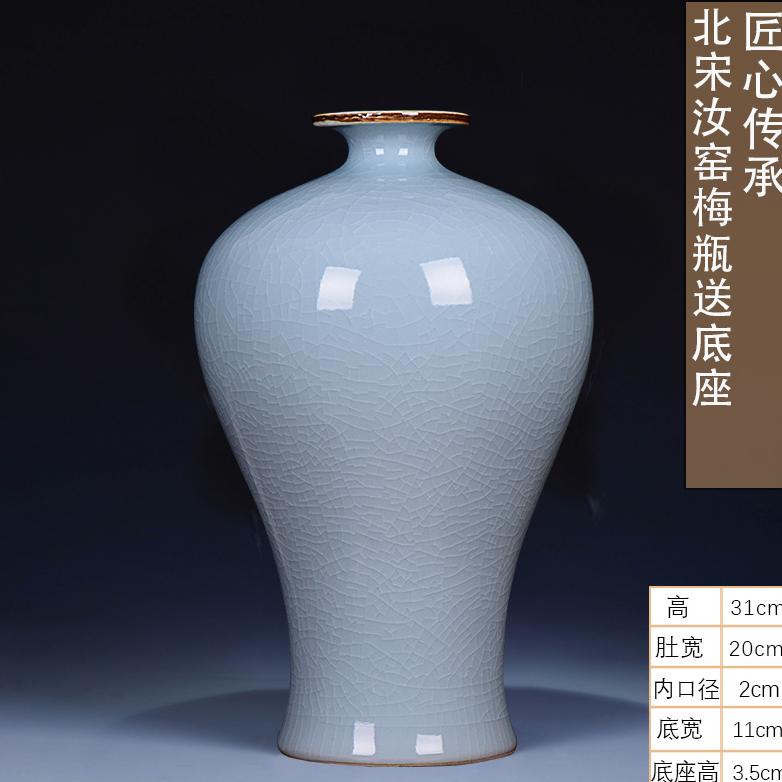 匠心传承
北宋汝窑梅瓶送底座
高 31cm
肚宽 20cm
内口径 2cm
底宽 11cm
底座高 3.5cm